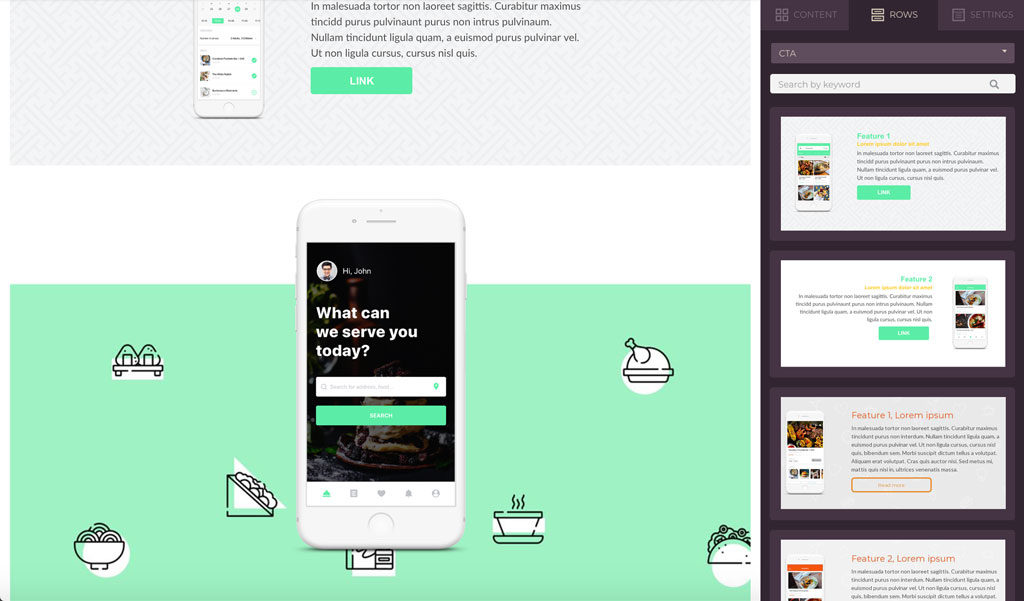 In malesuada tortor non laoreet sagittis. Curabitur maximus
tincidd purus pulvinaunt purus non intrus pulvinaum.
Nullam tincidunt ligula quam, a euismod purus pulvinar vel.
Ut non ligula cursus, cursus nisl quis.
LINK
Hi, John
What can
we serve you
today?
Search for address, food...
SEARCH
CONTENT
ROWS
SETTINGS
CTA
Search by keyword
Feature 1
Lorem ipsum dolor sit amet
In malesuada tortor non laoreet sagittis. Curabitur maximus
tincidd purus pulvinaunt purus non intrus pulvinaum.
Nullam tincidunt ligula quam, a euismod purus pulvinar vel.
Ut non ligula cursus, cursus nisl quis.
LINK
Feature 2
Lorem ipsum dolor sit amet
In malesuada tortor non laoreet sagittis. Curabitur maximus
tincidd purus pulvinaunt purus non intrus pulvinaum. Nullam
tincidunt ligula quam, a euismod purus pulvinar vel. Ut non
ligula cursus, cursus nisl quis.
LINK
Feature 1, Lorem ipsum
In malesuada tortor non laoreet sagittis. Curabitur maximus
tincidunt purus non interdum. Nullam tincidunt ligula quam, a
euismod purus pulvinar vel. Ut non ligula cursus, cursus nisl
quis, bibendum sem. Morbi suscipit dictum tellus a volutpat.
Aliquam erat volutpat. Cras quis auctor nisi. Sed metus mi,
mattis quis nisi in, ultrices venenatis massa.
Read more
Feature 2, Lorem ipsum
In malesuada tortor non laoreet sagittis. Curabitur maximus
tincidunt purus non interdum. Nullam tincidunt ligula quam, a
euismod purus pulvinar vel. Ut non ligula cursus, cursus nisl
quis, bibendum sem. Morbi suscipit dictum tellus a volutpat.